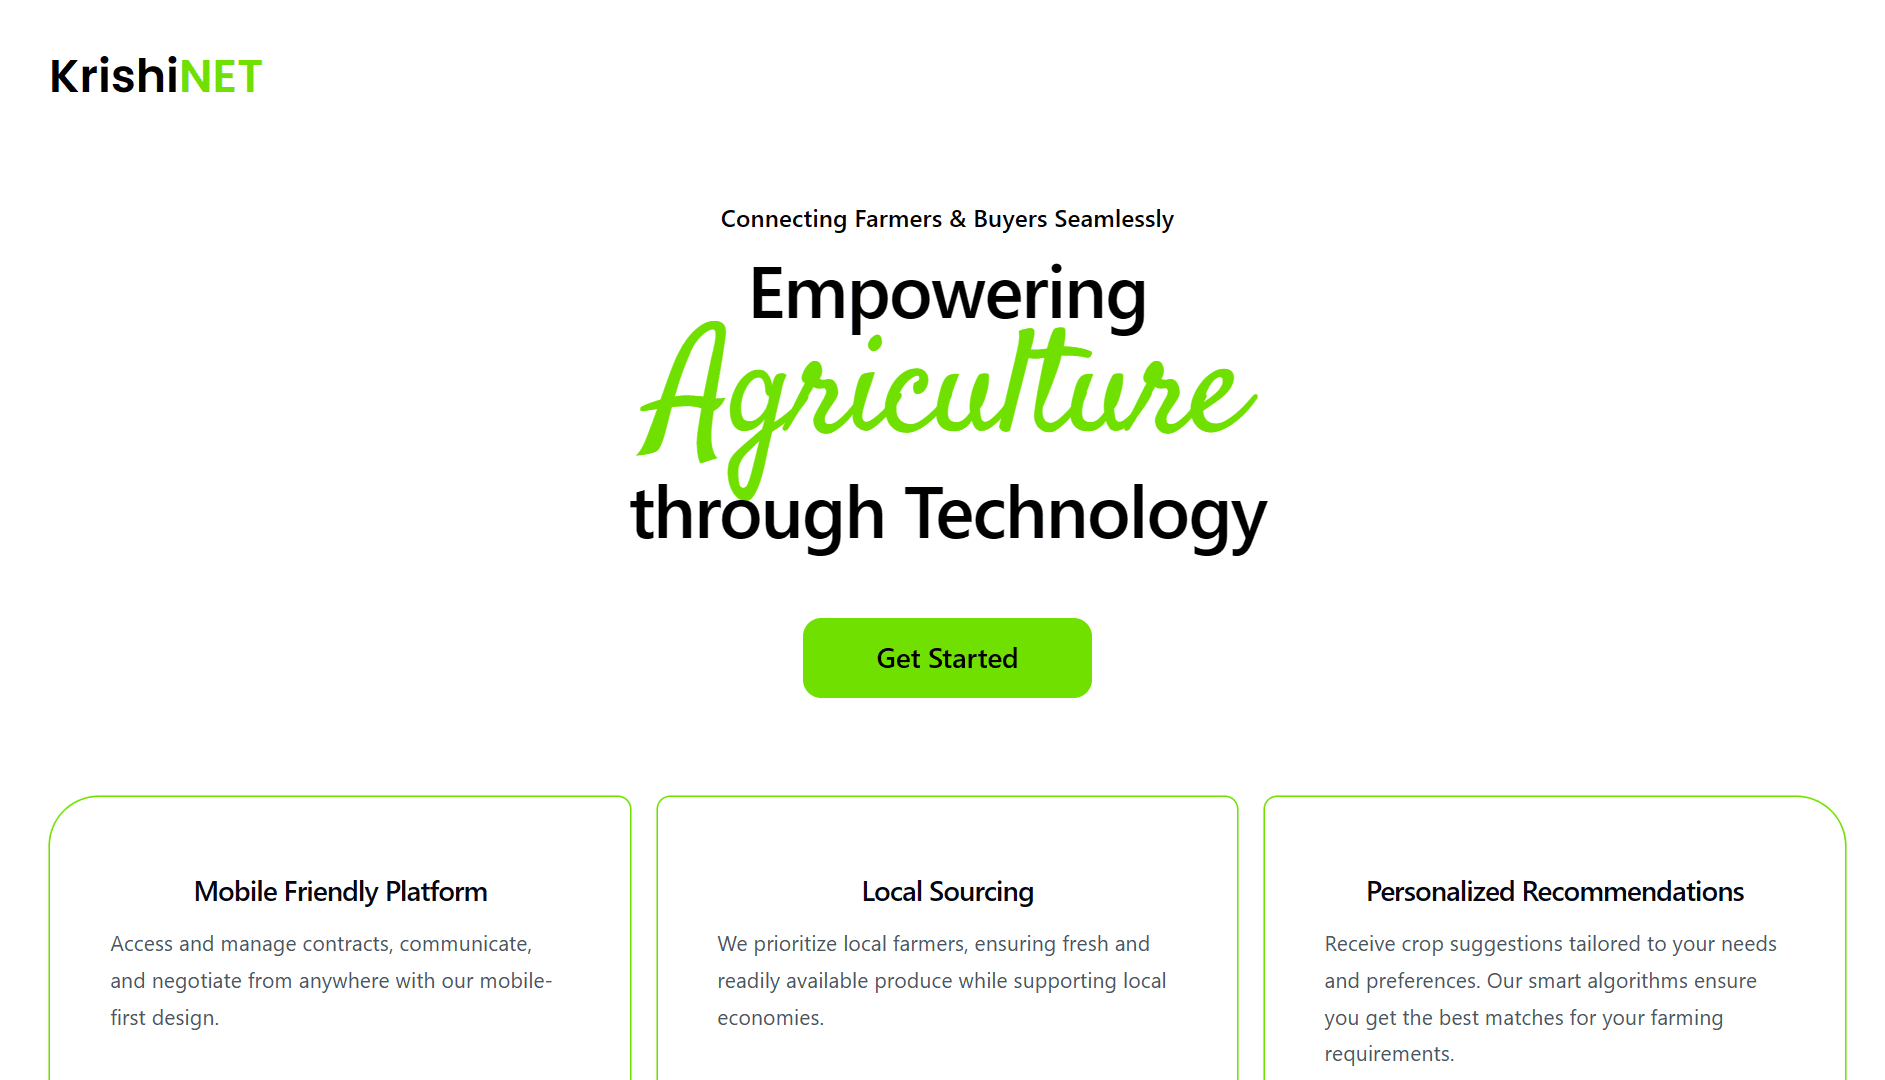 KrishiNET
Connecting Farmers & Buyers Seamlessly
Empowering
Agriculture
through Technology
Get Started
Mobile Friendly Platform
Access and manage contracts, communicate,
and negotiate from anywhere with our mobile-
first design.
Local Sourcing
We prioritize local farmers, ensuring fresh and
readily available produce while supporting local
economies.
Personalized Recommendations
Receive crop suggestions tailored to your needs
and preferences. Our smart algorithms ensure
you get the best matches for your farming
requirements.